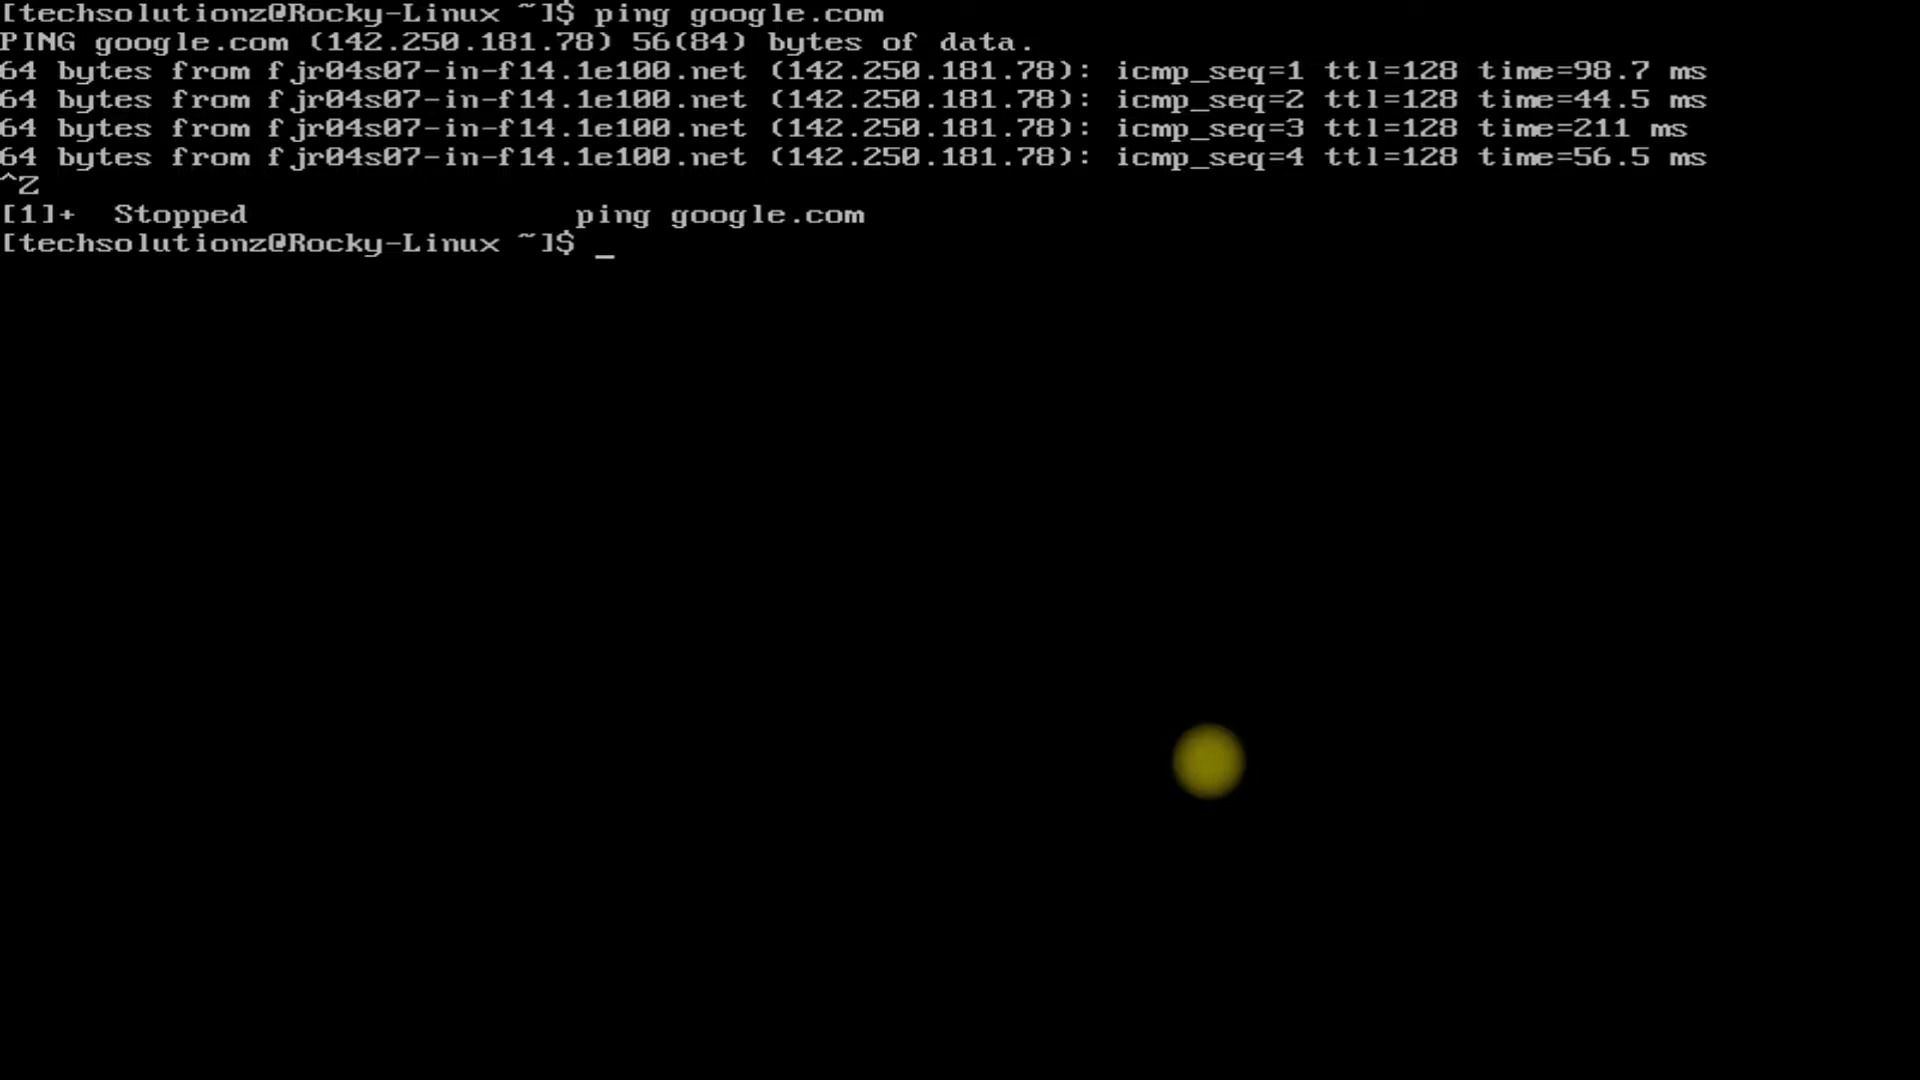 [techsolutionz@Rocky-Linux ~]$ ping google.com
PING google.com (142.250.181.78) 56(84) bytes of data.
64 bytes from fjr04s07-in-f14.1e100.net (142.250.181.78): icmp_seq=1 ttl=128 time=98.7 ms
64 bytes from fjr04s07-in-f14.1e100.net (142.250.181.78): icmp_seq=2 ttl=128 time=44.5 ms
64 bytes from fjr04s07-in-f14.1e100.net (142.250.181.78): icmp_seq=3 ttl=128 time=211 ms
64 bytes from fjr04s07-in-f14.1e100.net (142.250.181.78): icmp_seq=4 ttl=128 time=56.5 ms
^Z
[1]+  Stopped                 ping google.com
[techsolutionz@Rocky-Linux ~]$ _